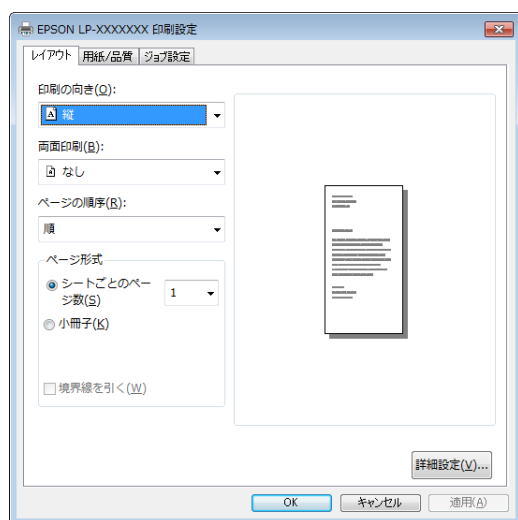 EPSON LP-XXXXXXX 印刷設定
レイアウト 用紙/品質 ジョブ設定
印刷の向き(O):
縦
両面印刷(B):
なし
ページの順序(R):
順
ページ形式
シートごとのペー
ジ数(S)
1
小冊子(K)
境界線を引く(W)
詳細設定(V)...
OK キャンセル 適用(A)